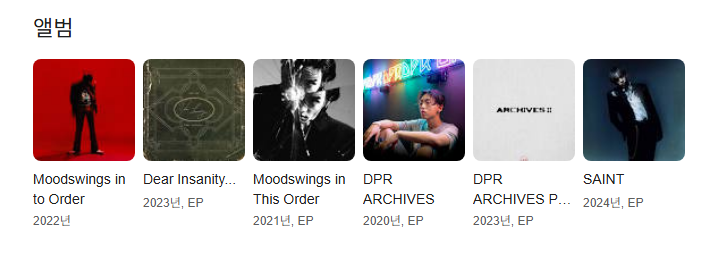 앨범
ARCHIVES II
Moodswings in
to Order
2022년
Dear Insanity...
2023년, EP
Moodswings in
This Order
2021년, EP
DPR
ARCHIVES
2020년, EP
DPR
ARCHIVES P...
2023년, EP
SAINT
2024년, EP